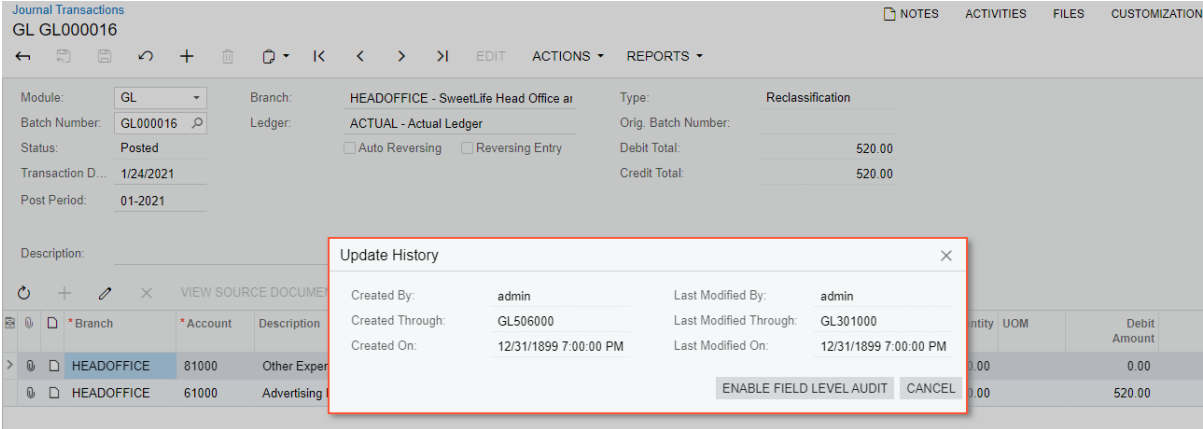 Journal Transactions
GL GL000016
NOTES ACTIVITIES FILES CUSTOMIZATION
EDIT ACTIONS REPORTS
Module: GL Branch: HEADOFFICE - SweetLife Head Office ar Type: Reclassification
Batch Number: GL000016 Ledger: ACTUAL - Actual Ledger Orig. Batch Number:
Status: Posted Auto Reversing Reversing Entry Debit Total: 520.00
Transaction D... 1/24/2021 Credit Total: 520.00
Post Period: 01-2021
Description:
Update History
Created By: admin Last Modified By: admin
Created Through: GL506000 Last Modified Through: GL301000
Created On: 12/31/1899 7:00:00 PM Last Modified On: 12/31/1899 7:00:00 PM
ENABLE FIELD LEVEL AUDIT CANCEL
VIEW SOURCE DOCUMEN
*Branch *Account Description ntity UOM Debit Amount
HEADOFFICE 81000 Other Exper 0.00 0.00
HEADOFFICE 61000 Advertising 0.00 520.00